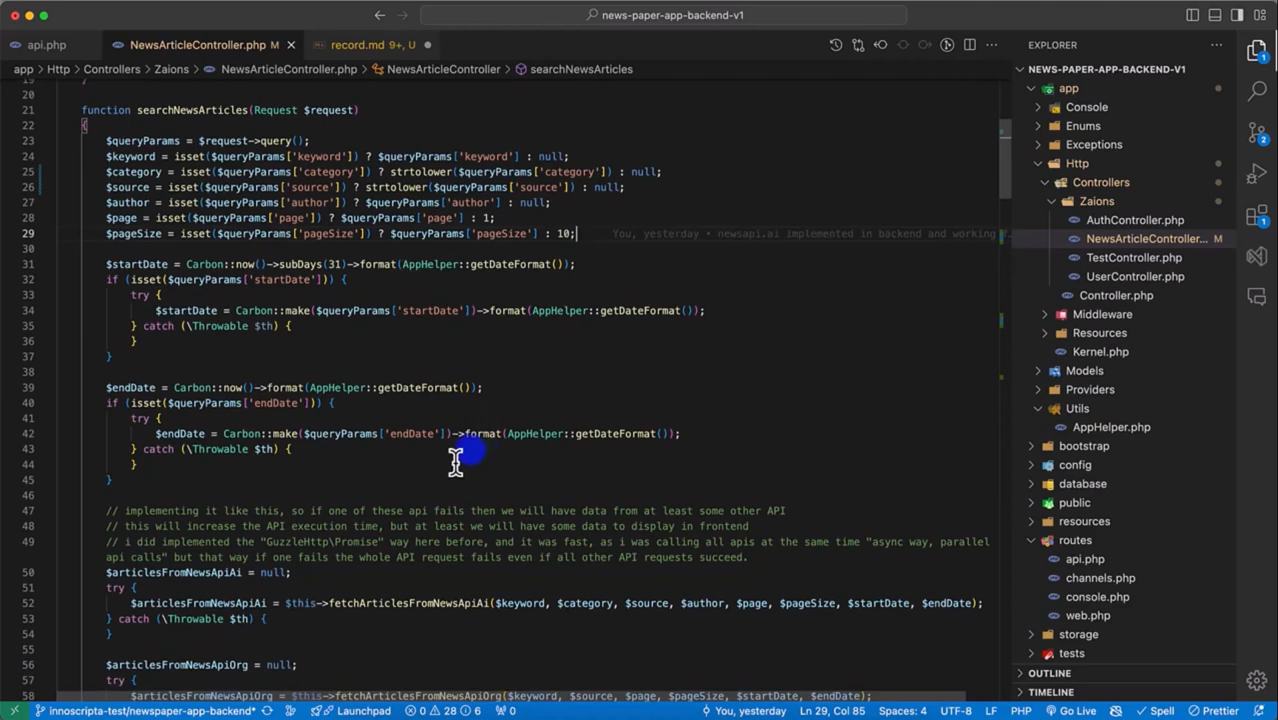 news-paper-app-backend-v1
api.php
NewsArticleController.php M
record.md 9+, U
app > Http > Controllers > Zaions > NewsArticleController.php > NewsArticleController > searchNewsArticles
19 }
20
21 function searchNewsArticles(Request $request)
22 {
23 $queryParams = $request->query();
24 $keyword = isset($queryParams['keyword']) ? $queryParams['keyword'] : null;
25 $category = isset($queryParams['category']) ? strtolower($queryParams['category']) : null;
26 $source = isset($queryParams['source']) ? strtolower($queryParams['source']) : null;
27 $author = isset($queryParams['author']) ? $queryParams['author'] : null;
28 $page = isset($queryParams['page']) ? $queryParams['page'] : 1;
29 $pageSize = isset($queryParams['pageSize']) ? $queryParams['pageSize'] : 10; You, yesterday • newsapi.ai implemented in backend and working
30
31 $startDate = Carbon::now()->subDays(31)->format(AppHelper::getDateFormat());
32 if (isset($queryParams['startDate'])) {
33 try {
34 $startDate = Carbon::make($queryParams['startDate'])->format(AppHelper::getDateFormat());
35 } catch (\Throwable $th) {
36 }
37 }
38
39 $endDate = Carbon::now()->format(AppHelper::getDateFormat());
40 if (isset($queryParams['endDate'])) {
41 try {
42 $endDate = Carbon::make($queryParams['endDate'])->format(AppHelper::getDateFormat());
43 } catch (\Throwable $th) {
44 }
45 }
46
47 // implementing it like this, so if one of these api fails then we will have data from at least some other API
48 // this will increase the API execution time, but at least we will have some data to display in frontend
49 // i did implemented the "GuzzleHttp\Promise" way here before, and it was fast, as i was calling all apis at the same time "async way, parallel
api calls" but that way if one fails the whole API request fails even if all other API requests succeed.
50 $articlesFromNewsApiAi = null;
51 try {
52 $articlesFromNewsApiAi = $this->fetchArticlesFromNewsApiAi($keyword, $category, $source, $author, $page, $pageSize, $startDate, $endDate);
53 } catch (\Throwable $th) {
54 }
55
56 $articlesFromNewsApiOrg = null;
57 try {
58 $articlesFromNewsApiOrg = $this->fetchArticlesFromNewsApiOrg($keyword, $source, $page, $pageSize, $startDate, $endDate);
EXPLORER
NEWS-PAPER-APP-BACKEND-V1
app
Console
Enums
Exceptions
Http
Controllers
Zaions
AuthController.php
NewsArticleController... M
TestController.php
UserController.php
Controller.php
Middleware
Resources
Kernel.php
Models
Providers
Utils
AppHelper.php
bootstrap
config
database
public
resources
routes
api.php
channels.php
console.php
web.php
storage
tests
OUTLINE
TIMELINE
1
1
1
innoscripta-test/newspaper-app-backend* Launchpad 0 28 6 0 You, yesterday Ln 29, Col 85 Spaces: 4 UTF-8 LF PHP Go Live Spell Prettier